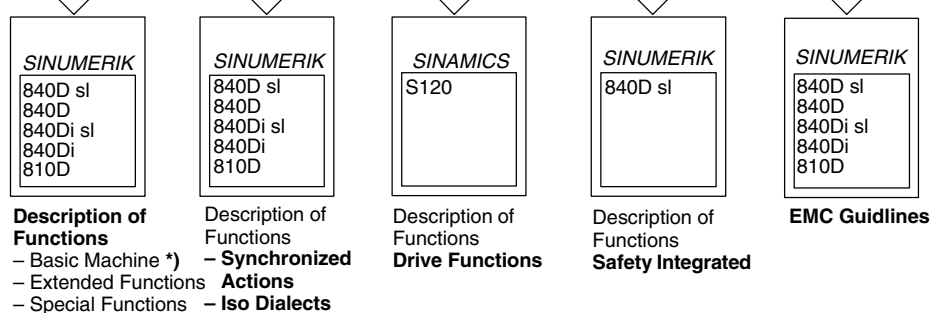 SINUMERIK
840D sl
840D
840Di sl
840Di
810D
Description of
Functions
– Basic Machine *)
– Extended Functions
– Special Functions
SINUMERIK
840D sl
840D
840Di sl
840Di
810D
Description of
Functions
– Synchronized
Actions
– Iso Dialects
SINAMICS
S120
Description of
Functions
Drive Functions
SINUMERIK
840D sl
Description of
Functions
Safety Integrated
SINUMERIK
840D sl
840D
840Di sl
840Di
810D
EMC Guidlines